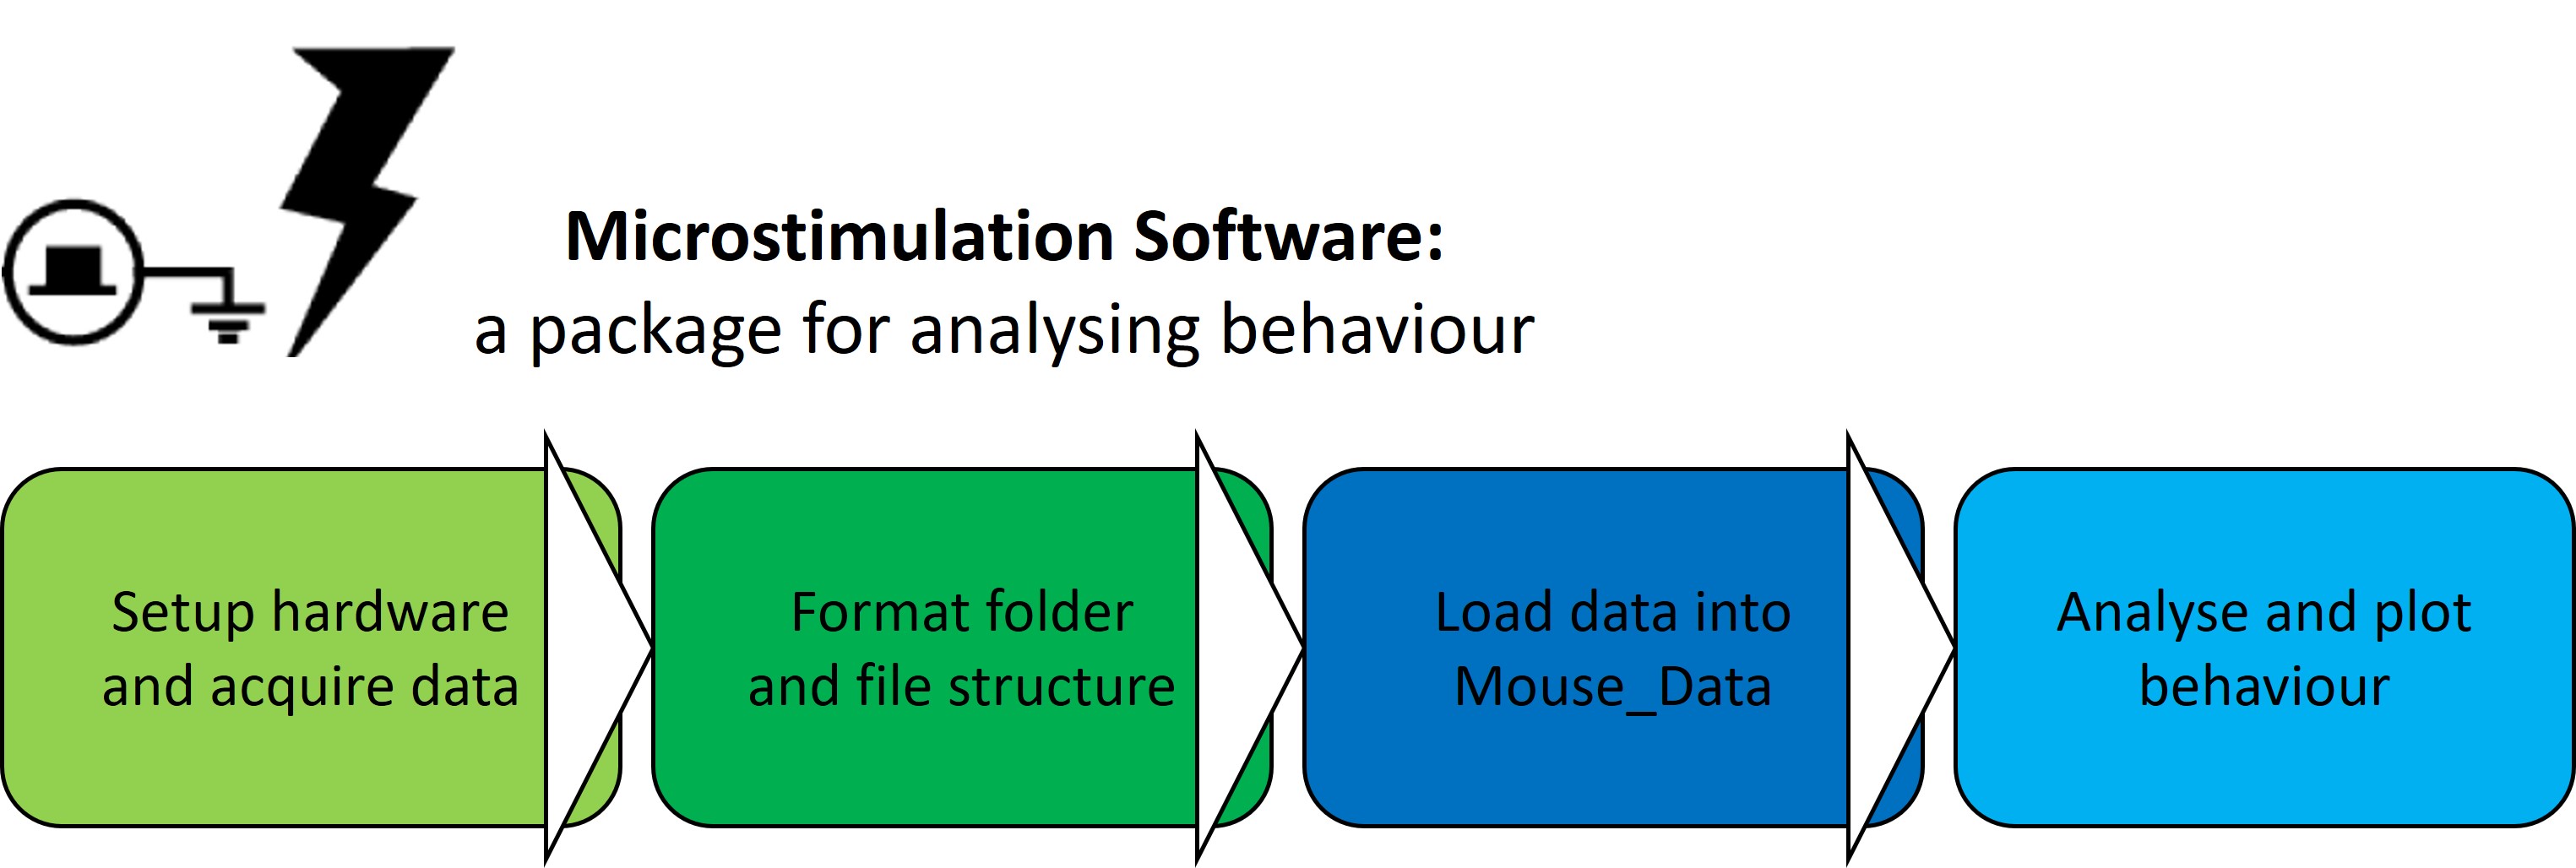 Microstimulation Software:
a package for analysing behaviour
Setup hardware
and acquire data
Format folder
and file structure
Load data into
Mouse_Data
Analyse and plot
behaviour